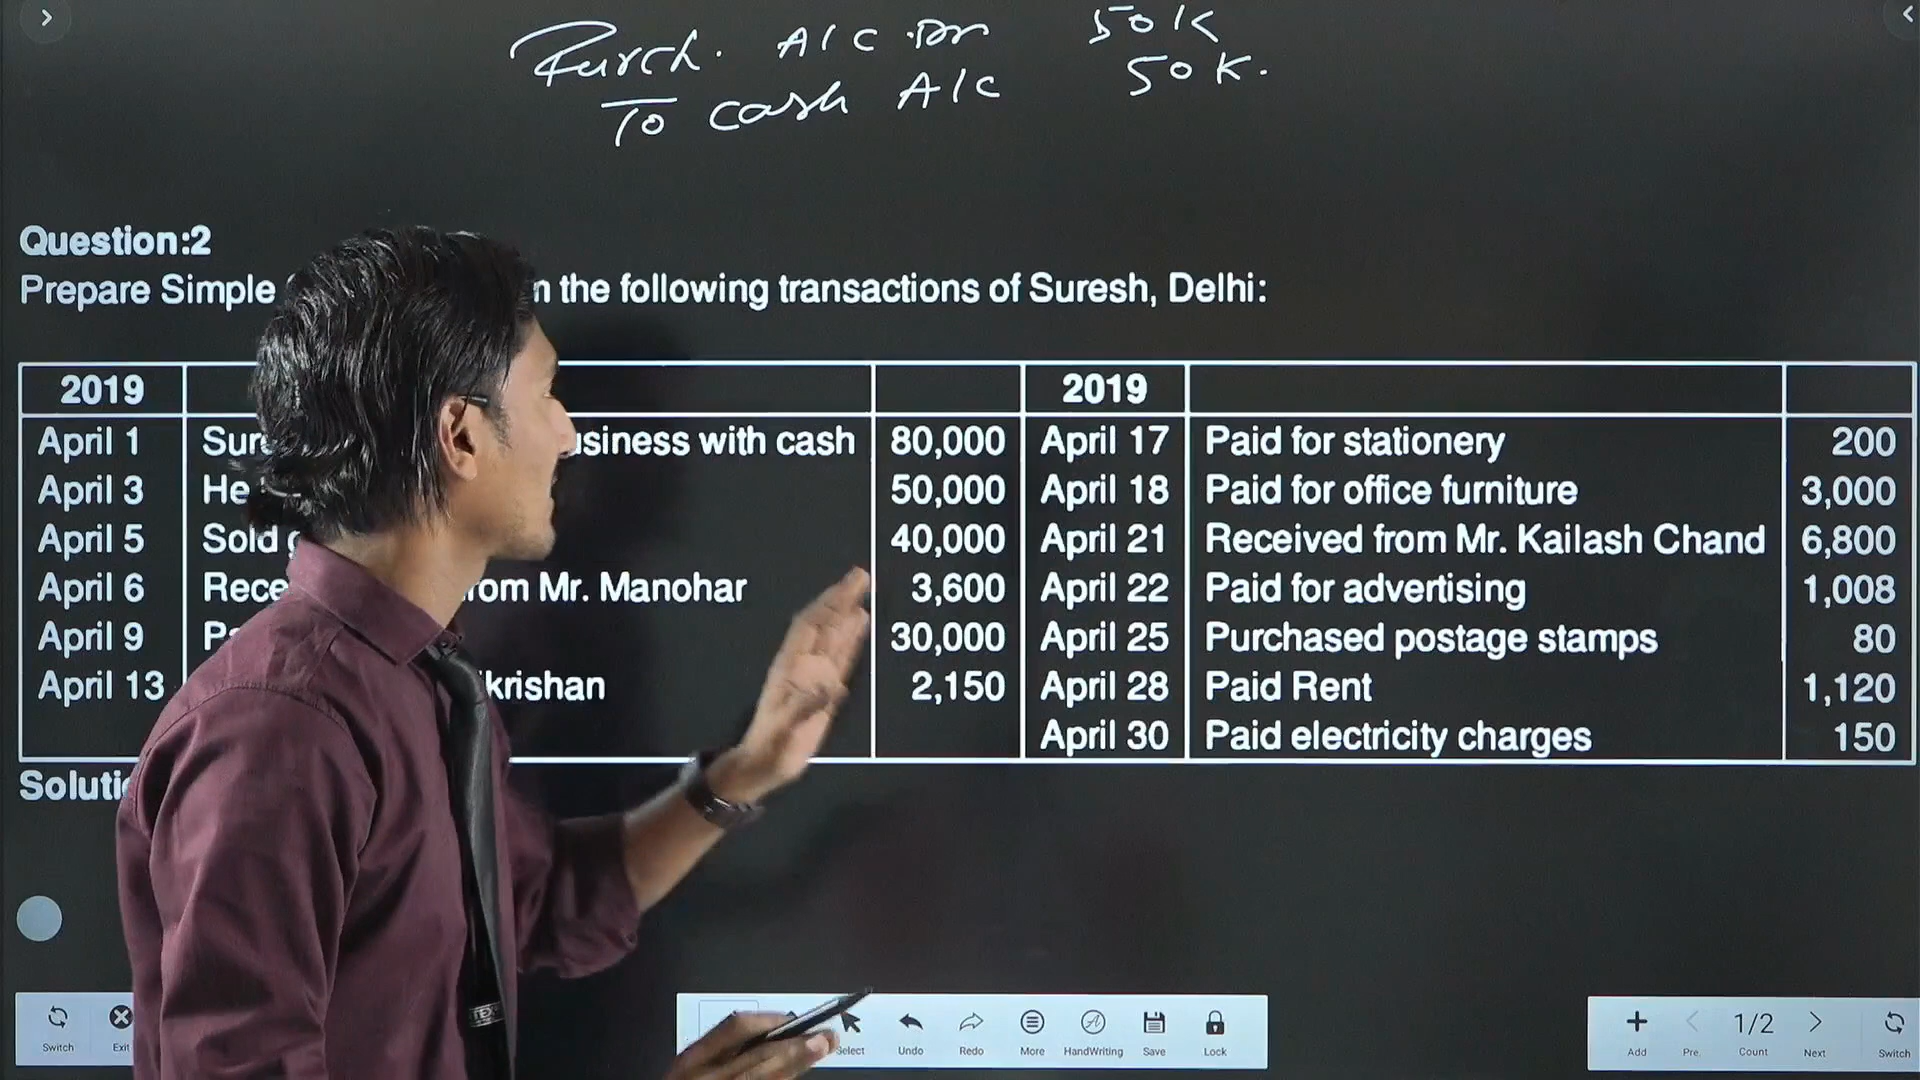 Purch. A/C Dr 50K
To cash A/C 50K.
Question:2
Prepare Simple n the following transactions of Suresh, Delhi:
2019 2019
April 1 Sur usiness with cash 80,000 April 17 Paid for stationery 200
April 3 He 50,000 April 18 Paid for office furniture 3,000
April 5 Sold g 40,000 April 21 Received from Mr. Kailash Chand 6,800
April 6 Rece rom Mr. Manohar 3,600 April 22 Paid for advertising 1,008
April 9 Pa 30,000 April 25 Purchased postage stamps 80
April 13 ikrishan 2,150 April 28 Paid Rent 1,120
April 30 Paid electricity charges 150
Soluti
Switch Exit Select Undo Redo More HandWriting Save Lock Add Pre. 1/2 Count Next Switch